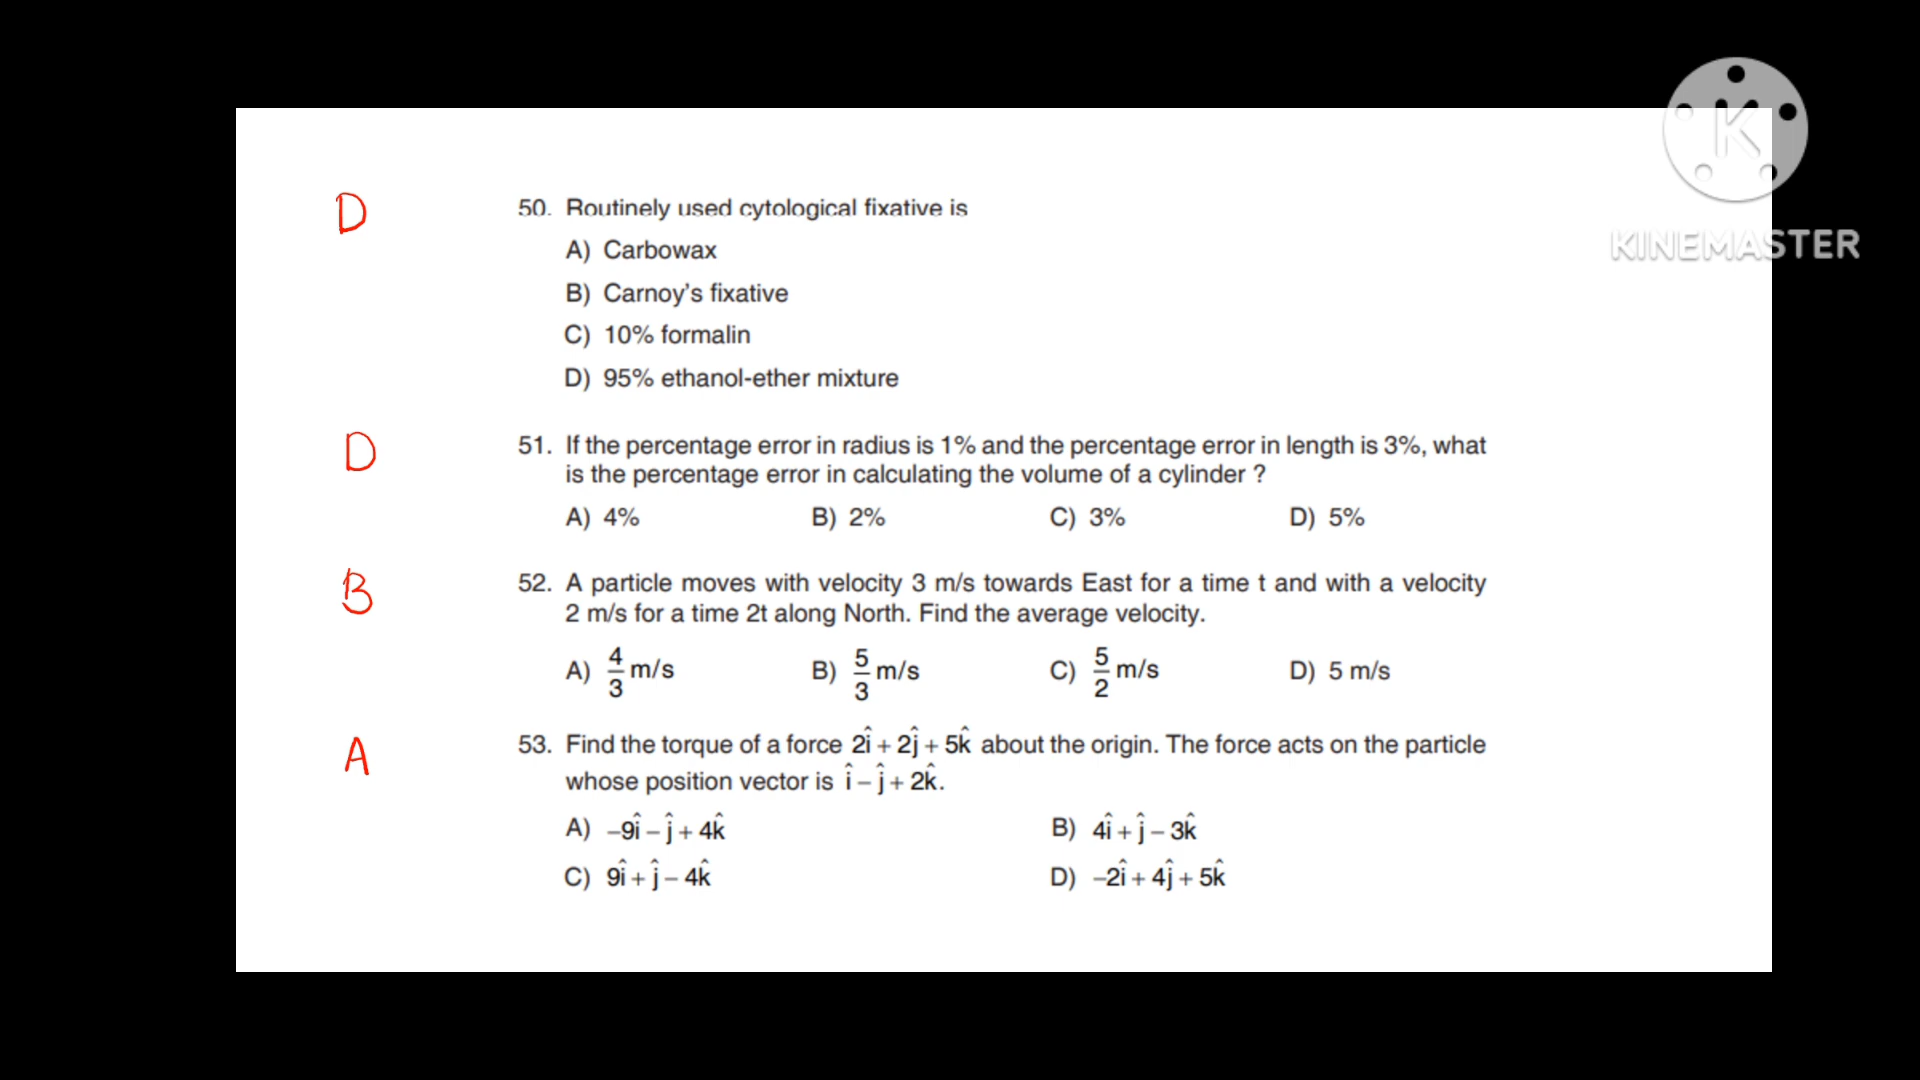 K
KINEMASTER
D 50. Routinely used cytological fixative is
A) Carbowax
B) Carnoy's fixative
C) 10% formalin
D) 95% ethanol-ether mixture
D 51. If the percentage error in radius is 1% and the percentage error in length is 3%, what
is the percentage error in calculating the volume of a cylinder ?
A) 4% B) 2% C) 3% D) 5%
B 52. A particle moves with velocity 3 m/s towards East for a time t and with a velocity
2 m/s for a time 2t along North. Find the average velocity.
A) 4/3 m/s B) 5/3 m/s C) 5/2 m/s D) 5 m/s
A 53. Find the torque of a force 2î + 2ĵ + 5k̂ about the origin. The force acts on the particle
whose position vector is î – ĵ + 2k̂.
A) –9î – ĵ + 4k̂ B) 4î + ĵ – 3k̂
C) 9î + ĵ – 4k̂ D) –2î + 4ĵ + 5k̂